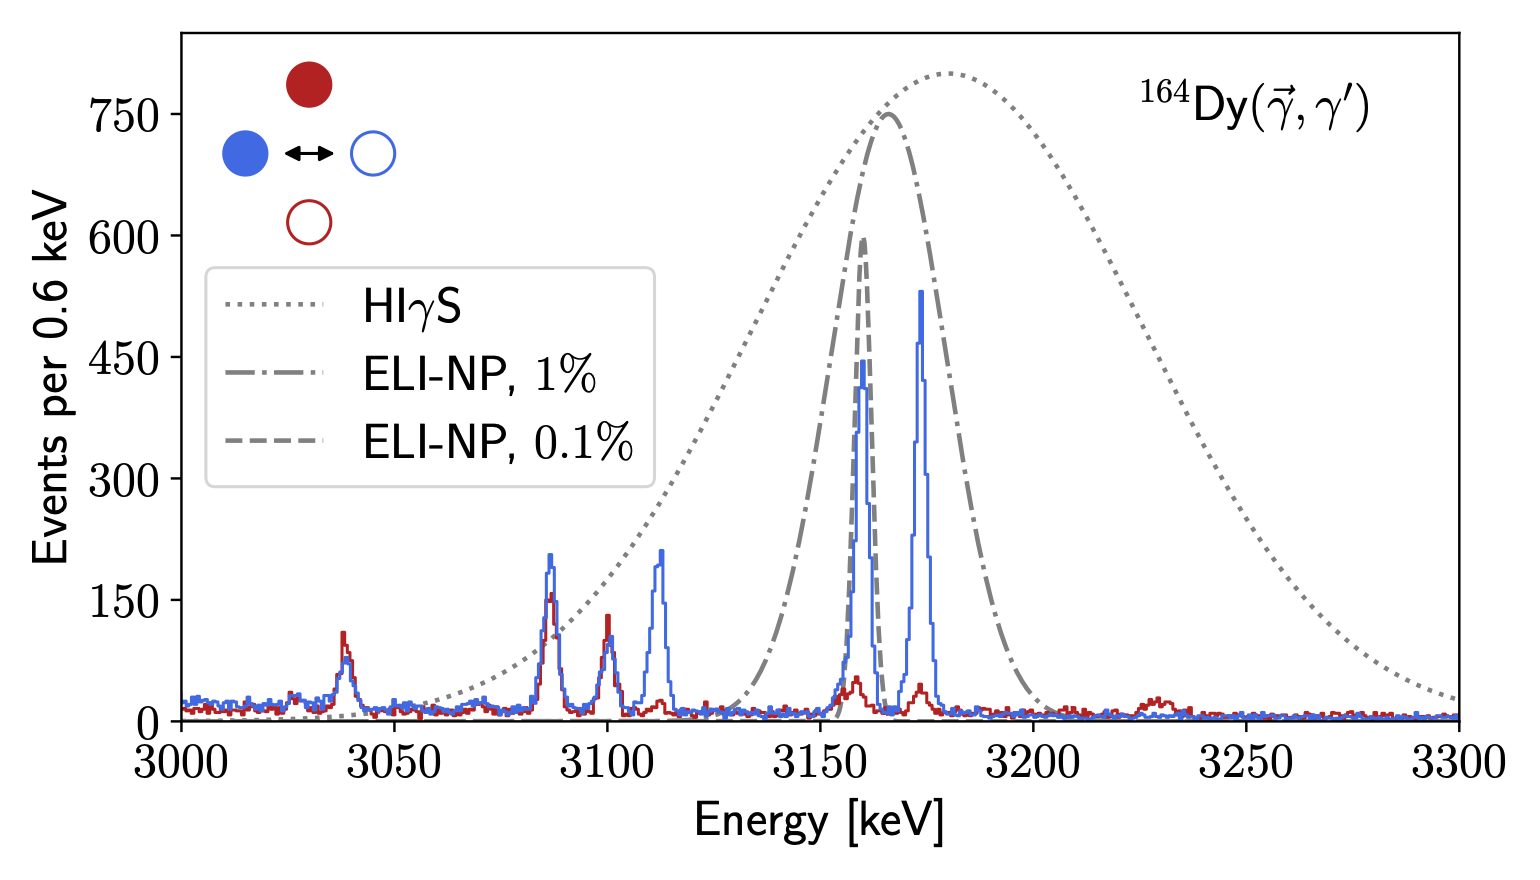 750
600
450
300
150
0
Events per 0.6 keV
¹⁶⁴Dy(γ⃗, γ′)
HIγS
ELI-NP, 1%
ELI-NP, 0.1%
3000 3050 3100 3150 3200 3250 3300
Energy [keV]